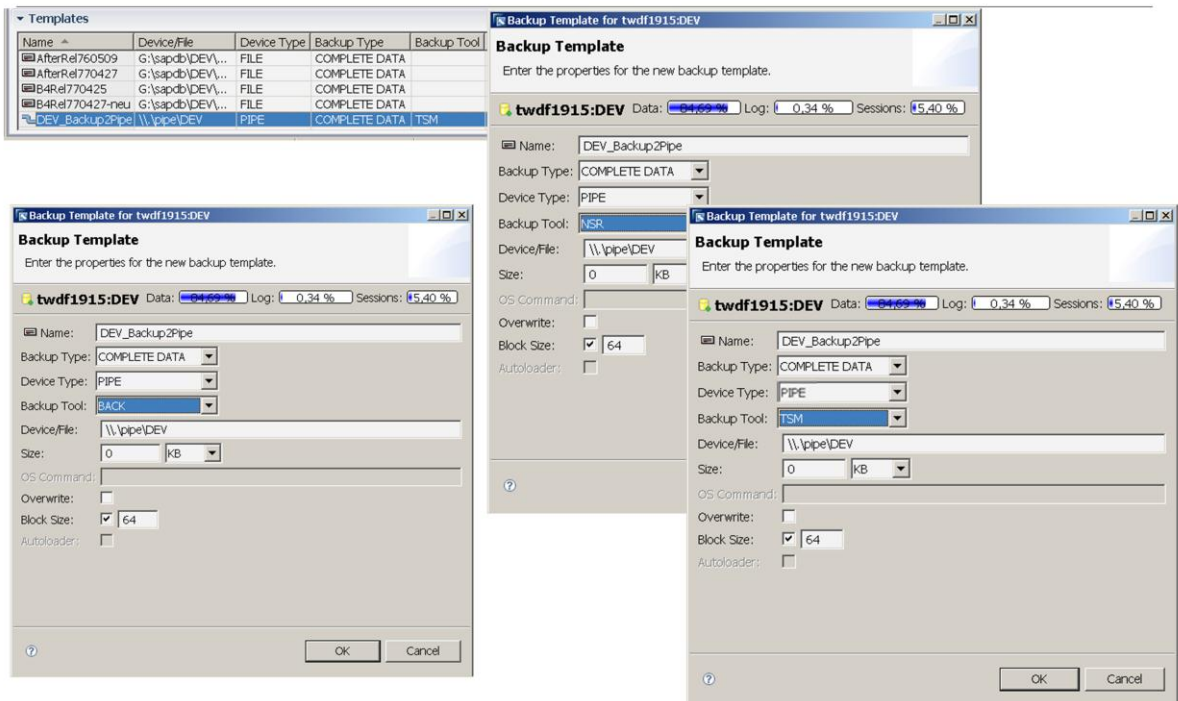 Templates
Name Device/File Device Type Backup Type Backup Tool
AfterRel760509 G:\sapdb\DEV\... FILE COMPLETE DATA
AfterRel770427 G:\sapdb\DEV\... FILE COMPLETE DATA
B4Rel770425 G:\sapdb\DEV\... FILE COMPLETE DATA
B4Rel770427-neu G:\sapdb\DEV\... FILE COMPLETE DATA
DEV_Backup2Pipe \\.\pipe\DEV PIPE COMPLETE DATA TSM
Backup Template for twdf1915:DEV
Backup Template
Enter the properties for the new backup template.
twdf1915:DEV Data: 84,69 % Log: 0,34 % Sessions: 5,40 %
Name: DEV_Backup2Pipe
Backup Type: COMPLETE DATA
Device Type: PIPE
Backup Tool: NSR
Device/File: \\.\pipe\DEV
Size: 0 KB
OS Command:
Overwrite:
Block Size: 64
Autoloader:
Backup Template for twdf1915:DEV
Backup Template
Enter the properties for the new backup template.
twdf1915:DEV Data: 84,69 % Log: 0,34 % Sessions: 5,40 %
Name: DEV_Backup2Pipe
Backup Type: COMPLETE DATA
Device Type: PIPE
Backup Tool: BACK
Device/File: \\.\pipe\DEV
Size: 0 KB
OS Command:
Overwrite:
Block Size: 64
Autoloader:
OK Cancel
Backup Template for twdf1915:DEV
Backup Template
Enter the properties for the new backup template.
twdf1915:DEV Data: 84,69 % Log: 0,34 % Sessions: 5,40 %
Name: DEV_Backup2Pipe
Backup Type: COMPLETE DATA
Device Type: PIPE
Backup Tool: TSM
Device/File: \\.\pipe\DEV
Size: 0 KB
OS Command:
Overwrite:
Block Size: 64
Autoloader:
OK Cancel